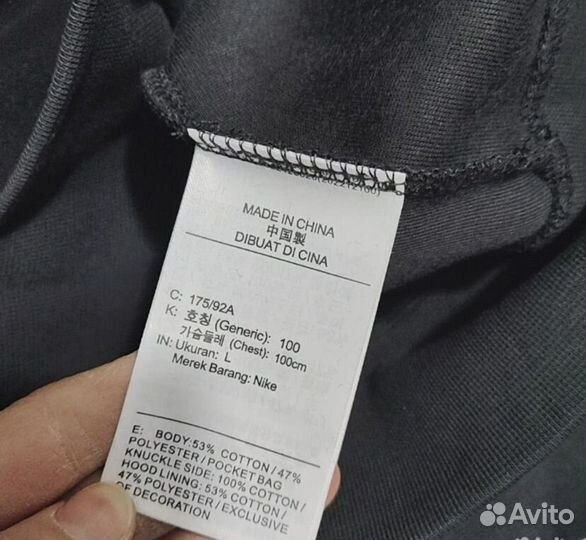 MADE IN CHINA
中国製
DIBUAT DI CINA
C: 175/92A
K: 호칭 (Generic): 100
가슴둘레 (Chest): 100cm
IN: Ukuran: L
Merek Barang: Nike
E: BODY:53% COTTON/47%
POLYESTER/POCKET BAG
KNUCKLE SIDE: 100% COTTON/
HOOD LINING: 53% COTTON/
47% POLYESTER/EXCLUSIVE
OF DECORATION
Avito